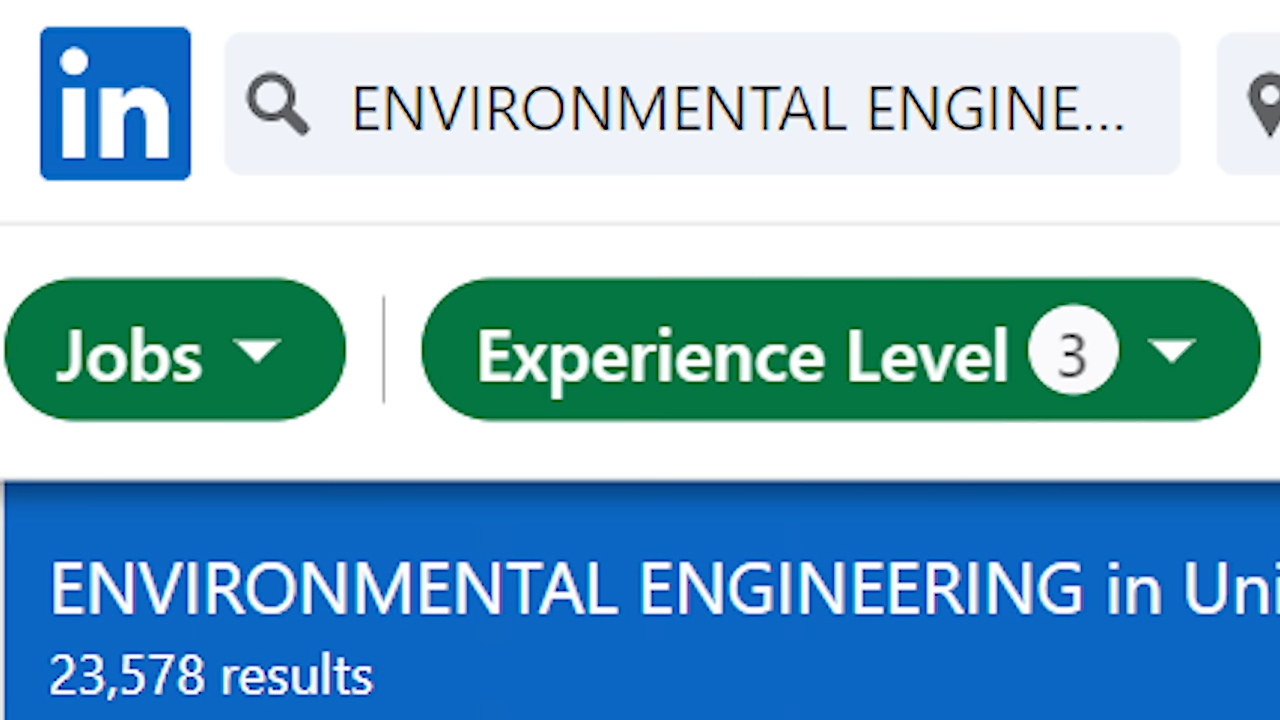 in
ENVIRONMENTAL ENGINE...
Jobs
Experience Level 3
ENVIRONMENTAL ENGINEERING in Uni
23,578 results